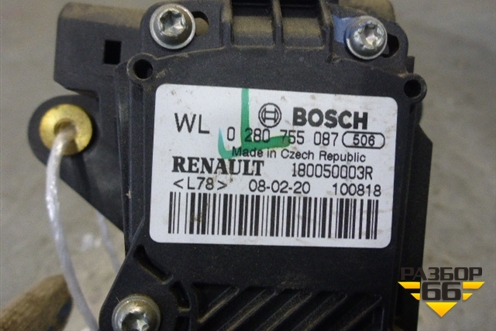 BOSCH
WL 0 280 755 087 506
Made in Czech Republic
RENAULT 180050003R
<L78> 08-02-20 100818
РАЗБОР
66